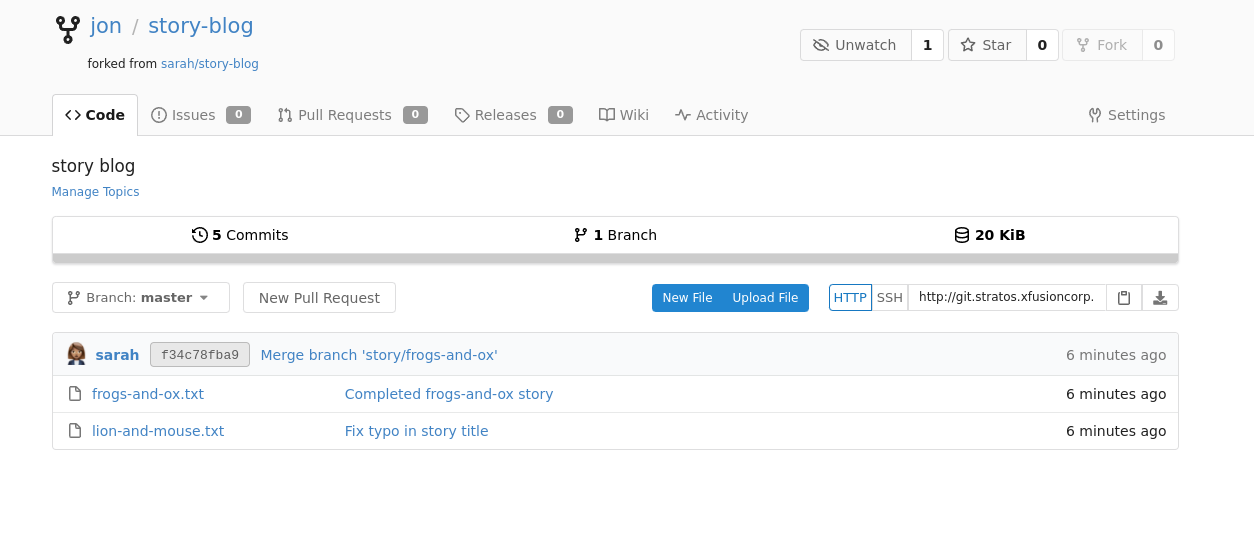 jon / story-blog
forked from sarah/story-blog
Unwatch 1 Star 0 Fork 0
Code Issues 0 Pull Requests 0 Releases 0 Wiki Activity Settings
story blog
Manage Topics
5 Commits 1 Branch 20 KiB
Branch: master New Pull Request New File Upload File HTTP SSH http://git.stratos.xfusioncorp.
sarah f34c78fba9 Merge branch 'story/frogs-and-ox' 6 minutes ago
frogs-and-ox.txt Completed frogs-and-ox story 6 minutes ago
lion-and-mouse.txt Fix typo in story title 6 minutes ago